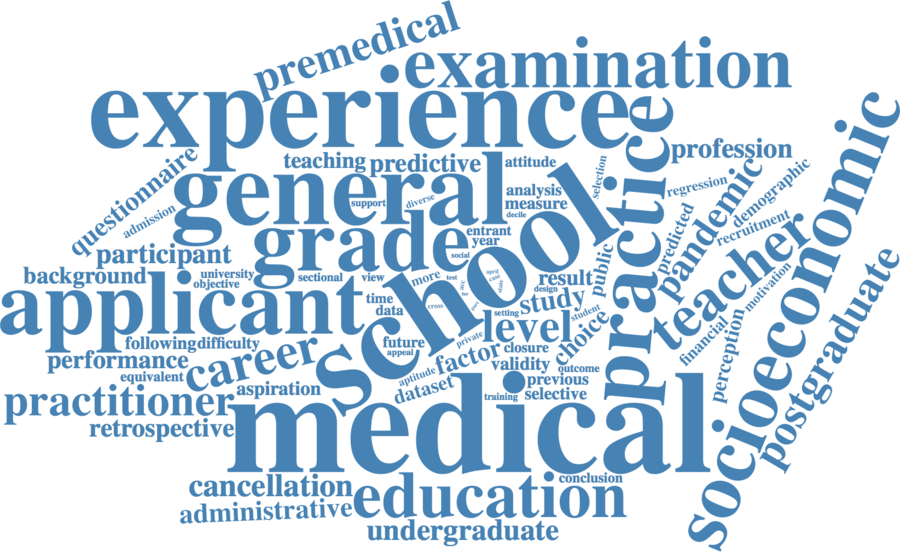 premedical
examination
experience
questionnaire
teaching
predictive
attitude
profession
general
support
diverse
analysis
measure
decile
selection
practice
regression
demographic
admission
participant
grade
entrant
year
social
school
public
predicted
pandemic
recruitment
socioeconomic
background
university
objective
sectional
view
more
test
result
design
teacher
motivation
applicant
time
data
cross
setting
study
student
postgraduate
following
difficulty
future
appeal
private
level
choice
financial
perception
performance
career
factor
closure
validity
outcome
equivalent
aspiration
aptitude
dataset
previous
practitioner
training
selective
retrospective
medical
cancellation
education
conclusion
administrative
undergraduate